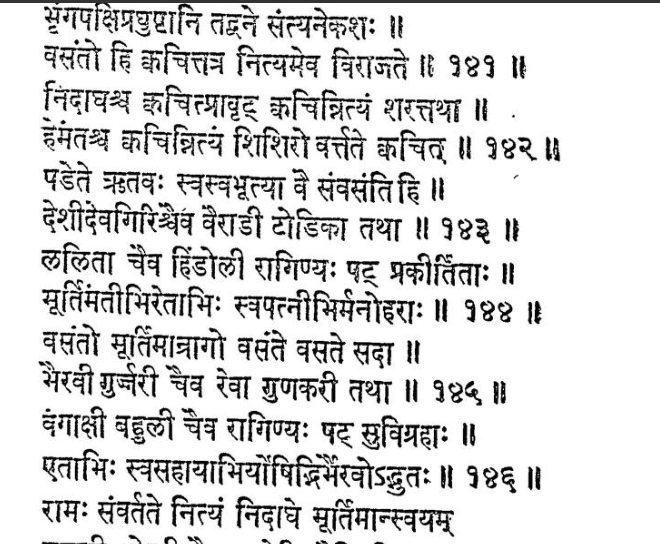 भृंगपक्षिप्रघुष्टानि तद्वने संत्यनेकशः ॥
वसंतो हि क्वचित्तत्र नित्यमेव विराजते ॥ १४१ ॥
निदाघश्च क्वचित्प्रावृट् क्वचिन्नित्यं शरत्तथा ॥
हेमंतश्च क्वचिन्नित्यं शिशिरो वर्त्तते क्वचित् ॥ १४२ ॥
षडेते ऋतवः स्वस्वभूत्या वै संवसंति हि ॥
देशीदेवगिरिश्चैव वैराडी टोडिका तथा ॥ १४३ ॥
ललिता चैव हिंडोली रागिण्यः षट् प्रकीर्तिताः ॥
मूर्तिमंतीभिरेताभिः स्वपत्नीभिर्मनोहराः ॥ १४४ ॥
वसंतो मूर्तिमात्रागो वसंते वसते सदा ॥
भैरवी गुर्ज्जरी चैव रेवा गुणकरी तथा ॥ १४५ ॥
वंगाक्षी बहुली चैव रागिण्यः षट् सुविग्रहाः ॥
एताभिः स्वसहायाभिर्योषिद्भिर्भैरवोऽद्भुतः ॥ १४६ ॥
रामः संवर्तते नित्यं निदाघे मूर्तिमान्स्वयम्